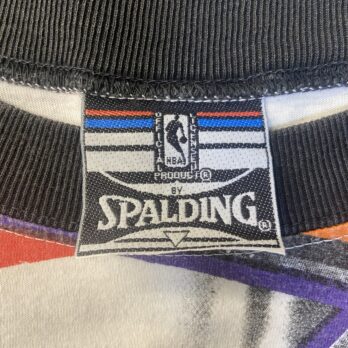 OFFICIAL LICENSED
NBA
PRODUCT®
BY
SPALDING®